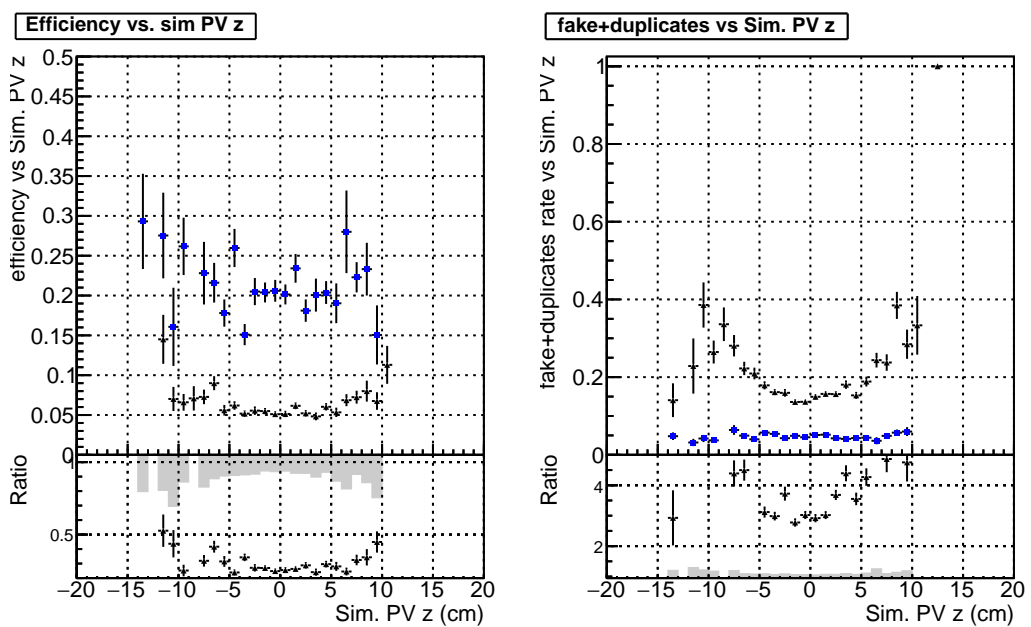 Efficiency vs. sim PV z
efficiency vs Sim. PV z
0.5
0.45
0.4
0.35
0.3
0.25
0.2
0.15
0.1
0.05
0
Ratio
1
0.5
−20 −15 −10 −5 0 5 10 15 20
Sim. PV z (cm)
fake+duplicates vs Sim. PV z
fake+duplicates rate vs Sim. PV z
1
0.8
0.6
0.4
0.2
0
Ratio
4
2
−20 −15 −10 −5 0 5 10 15 20
Sim. PV z (cm)